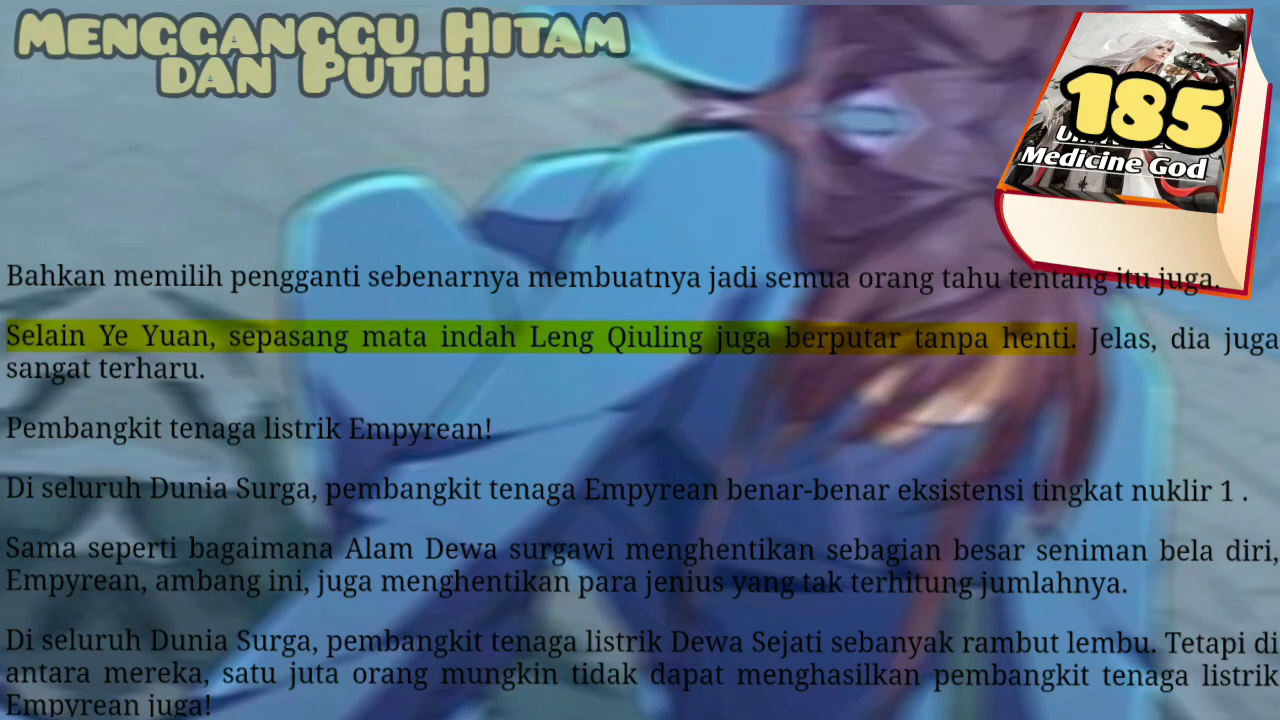 Mengganggu Hitam
dan Putih
185
Medicine God
Bahkan memilih pengganti sebenarnya membuatnya jadi semua orang tahu tentang itu juga.
Selain Ye Yuan, sepasang mata indah Leng Qiuling juga berputar tanpa henti. Jelas, dia juga
sangat terharu.
Pembangkit tenaga listrik Empyrean!
Di seluruh Dunia Surga, pembangkit tenaga Empyrean benar-benar eksistensi tingkat nuklir 1 .
Sama seperti bagaimana Alam Dewa surgawi menghentikan sebagian besar seniman bela diri,
Empyrean, ambang ini, juga menghentikan para jenius yang tak terhitung jumlahnya.
Di seluruh Dunia Surga, pembangkit tenaga listrik Dewa Sejati sebanyak rambut lembu. Tetapi di
antara mereka, satu juta orang mungkin tidak dapat menghasilkan pembangkit tenaga listrik
Empyrean juga!